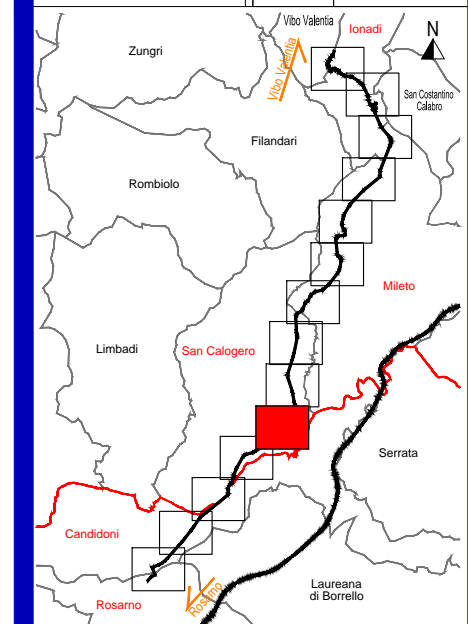 Vibo Valentia
Ionadi
N
Zungri
Vibo Valentia
San Costantino
Calabro
Filandari
Rombiolo
Mileto
Limbadi
San Calogero
Serrata
Candidoni
Laureana
di Borrello
Rosarno
Rosarno